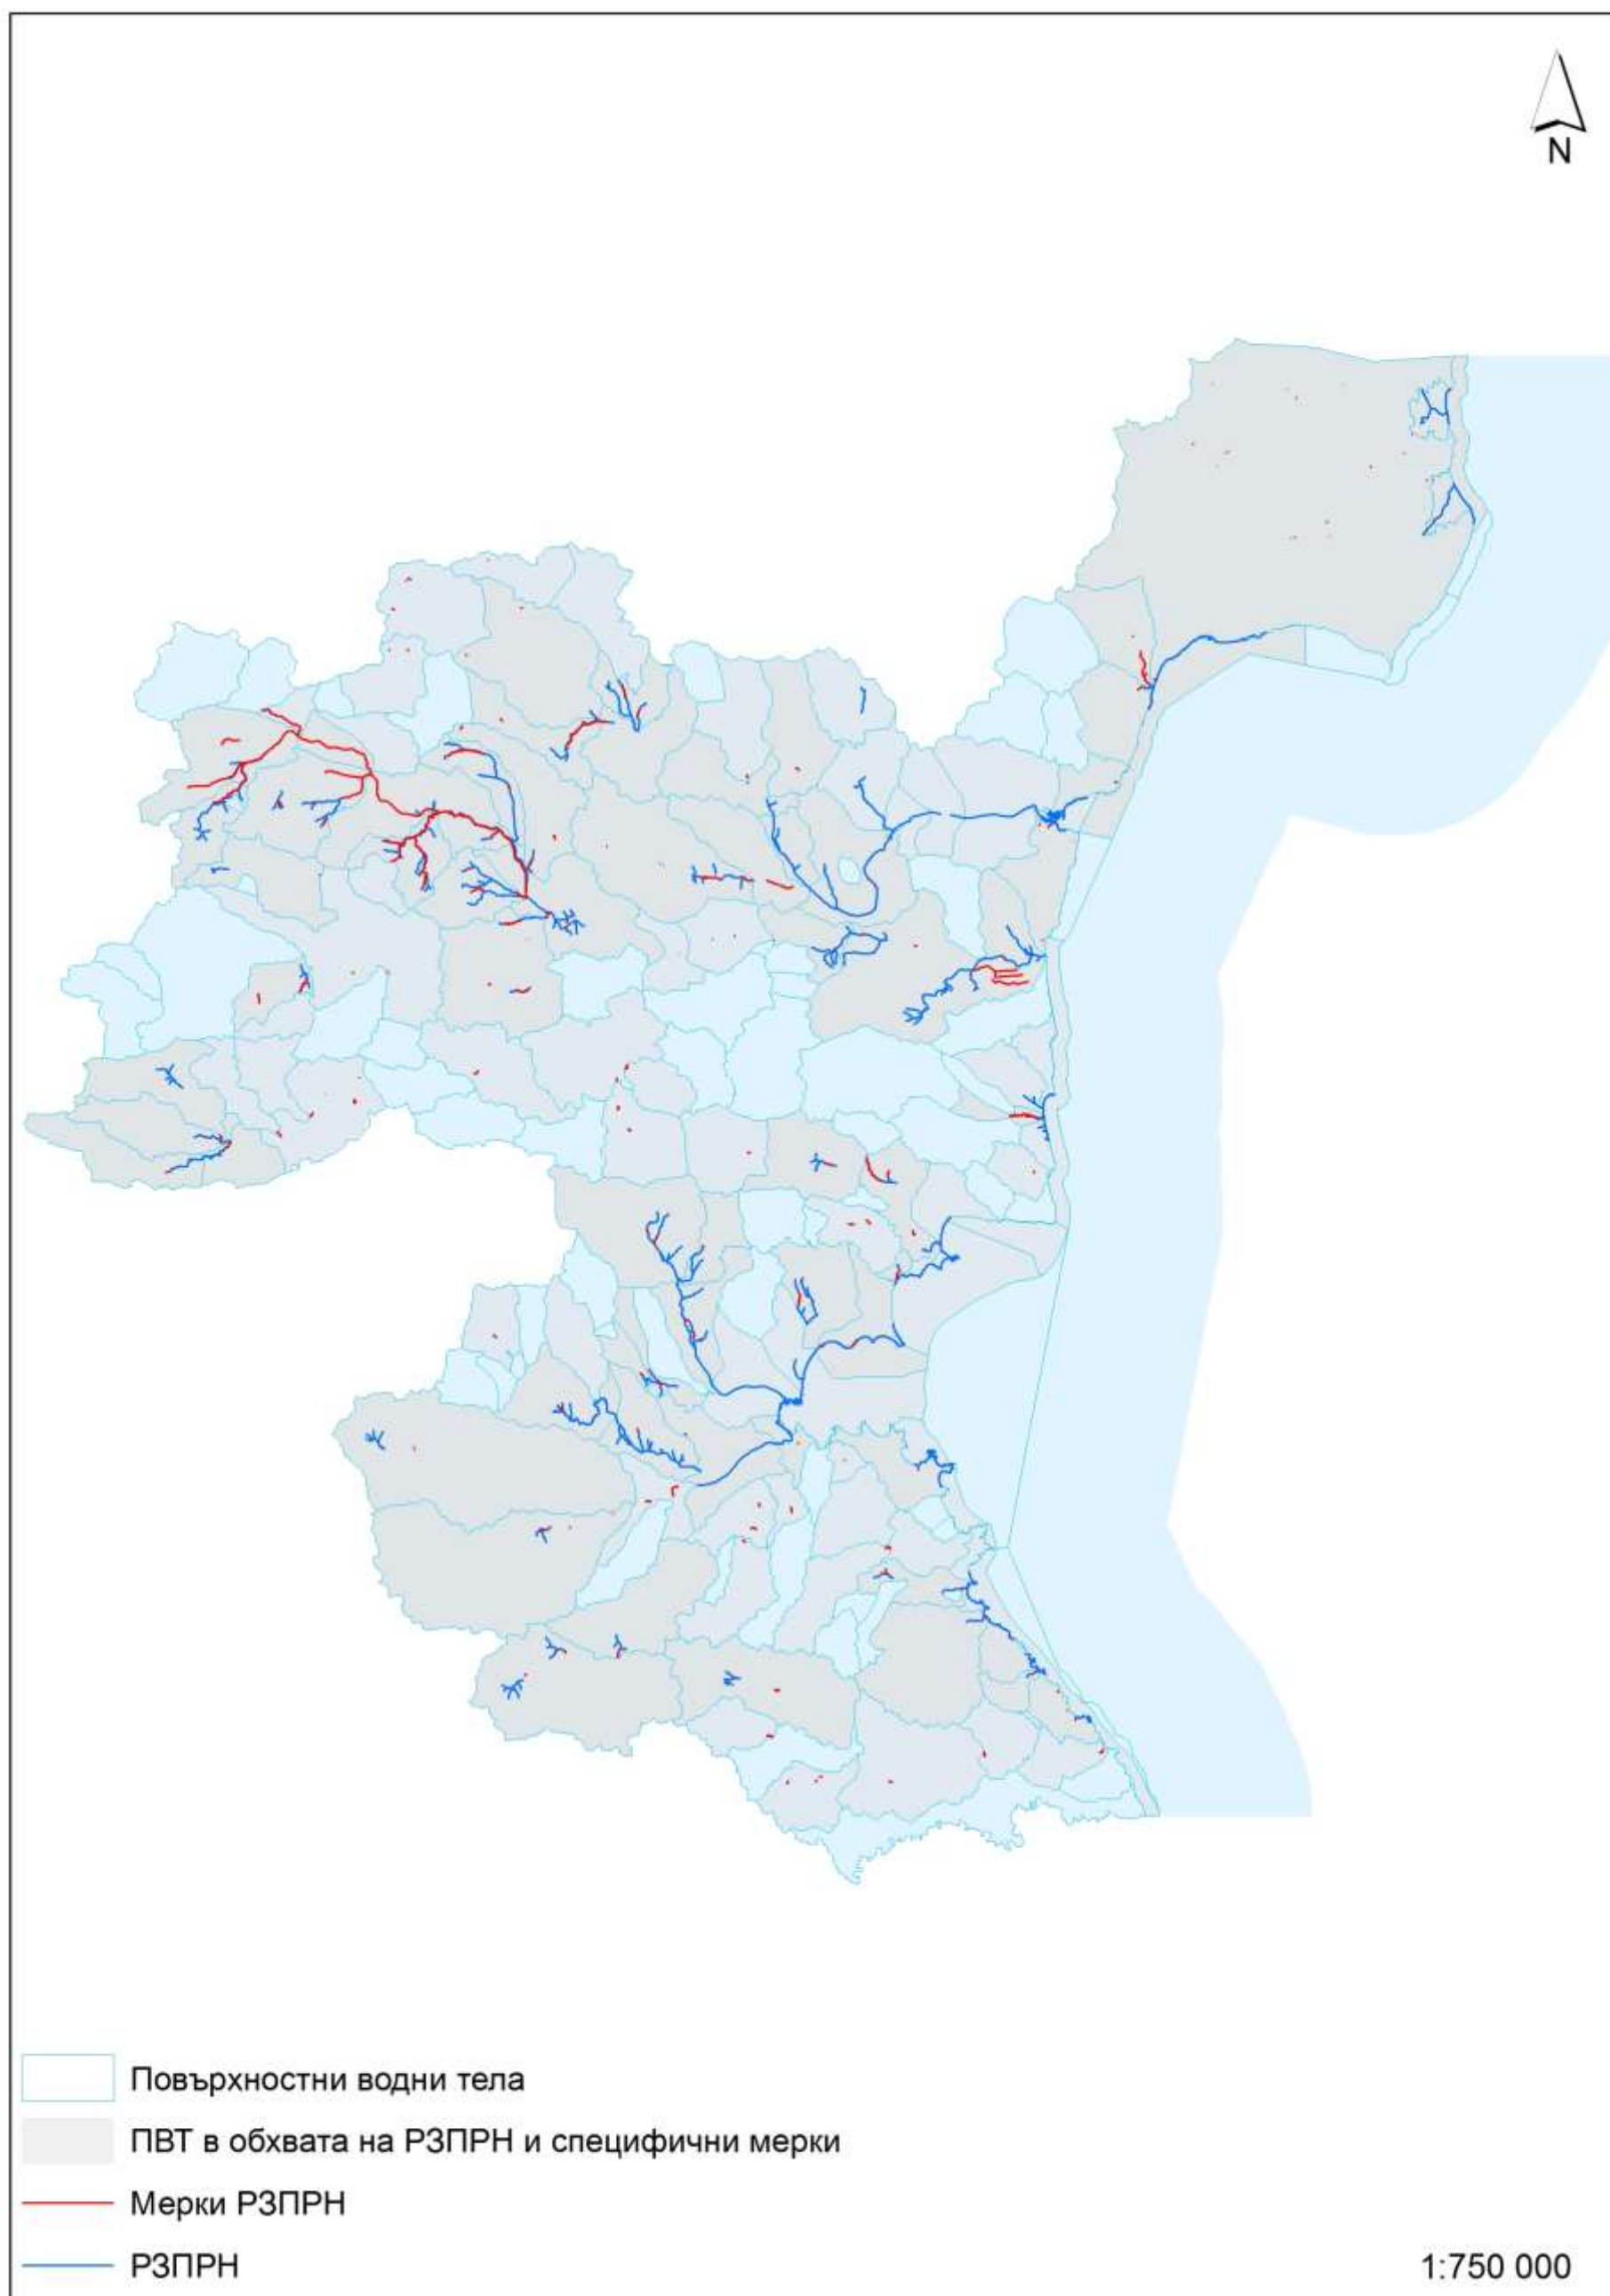 N
Повърхностни водни тела
ПВТ в обхвата на РЗПРН и специфични мерки
Мерки РЗПРН
РЗПРН
1:750 000